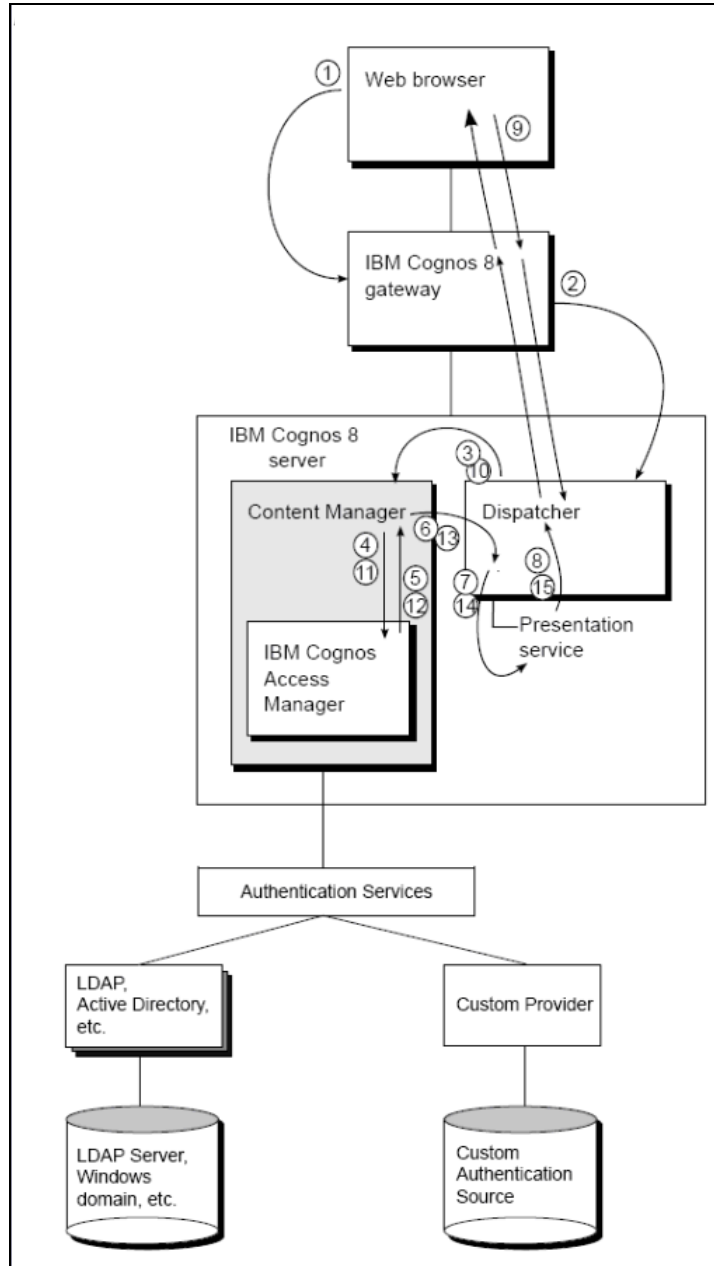 ①
Web browser
⑨
IBM Cognos 8
gateway
②
IBM Cognos 8
server
③
⑩
Content Manager
Dispatcher
④
⑪
⑤
⑫
⑥
⑬
⑦
⑭
⑧
⑮
Presentation
service
IBM Cognos
Access
Manager
Authentication Services
LDAP,
Active Directory,
etc.
Custom Provider
LDAP Server,
Windows
domain, etc.
Custom
Authentication
Source